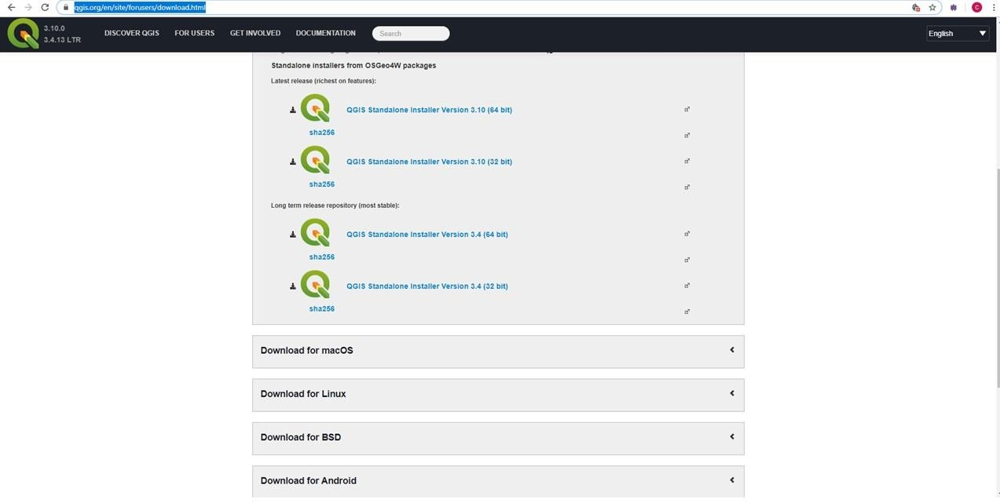 qgis.org/en/site/forusers/download.html
C
3.10.0
3.4.13 LTR
DISCOVER QGIS FOR USERS GET INVOLVED DOCUMENTATION Search English
Standalone installers from OSGeo4W packages
Latest release (richest on features):
QGIS Standalone Installer Version 3.10 (64 bit)
sha256
QGIS Standalone Installer Version 3.10 (32 bit)
sha256
Long term release repository (most stable):
QGIS Standalone Installer Version 3.4 (64 bit)
sha256
QGIS Standalone Installer Version 3.4 (32 bit)
sha256
Download for macOS
Download for Linux
Download for BSD
Download for Android